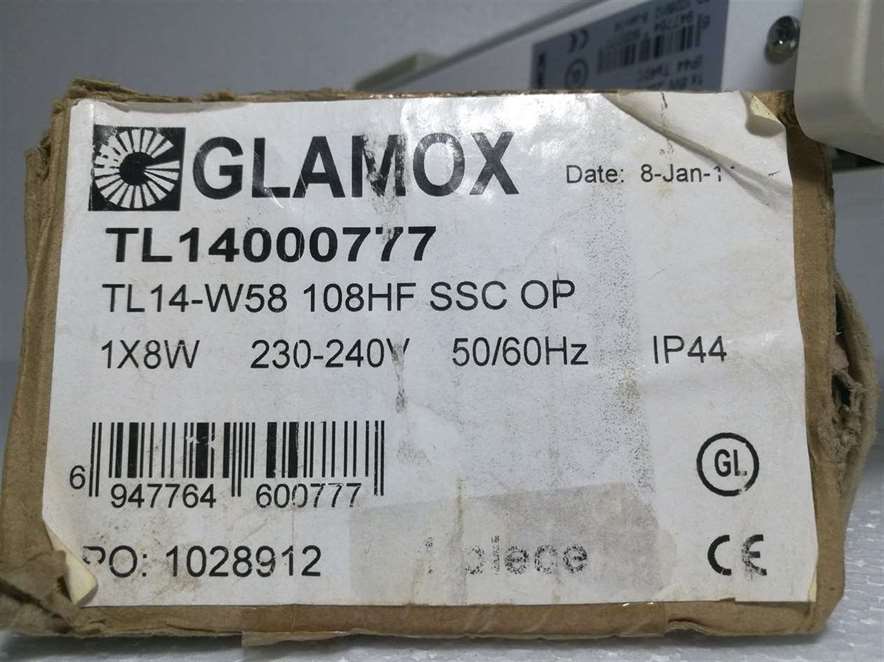 GLAMOX
Date: 8-Jan-1
TL14000777
TL14-W58 108HF SSC OP
1X8W 230-240V 50/60Hz IP44
GL
6 947764 600777
PO: 1028912 1 piece CE